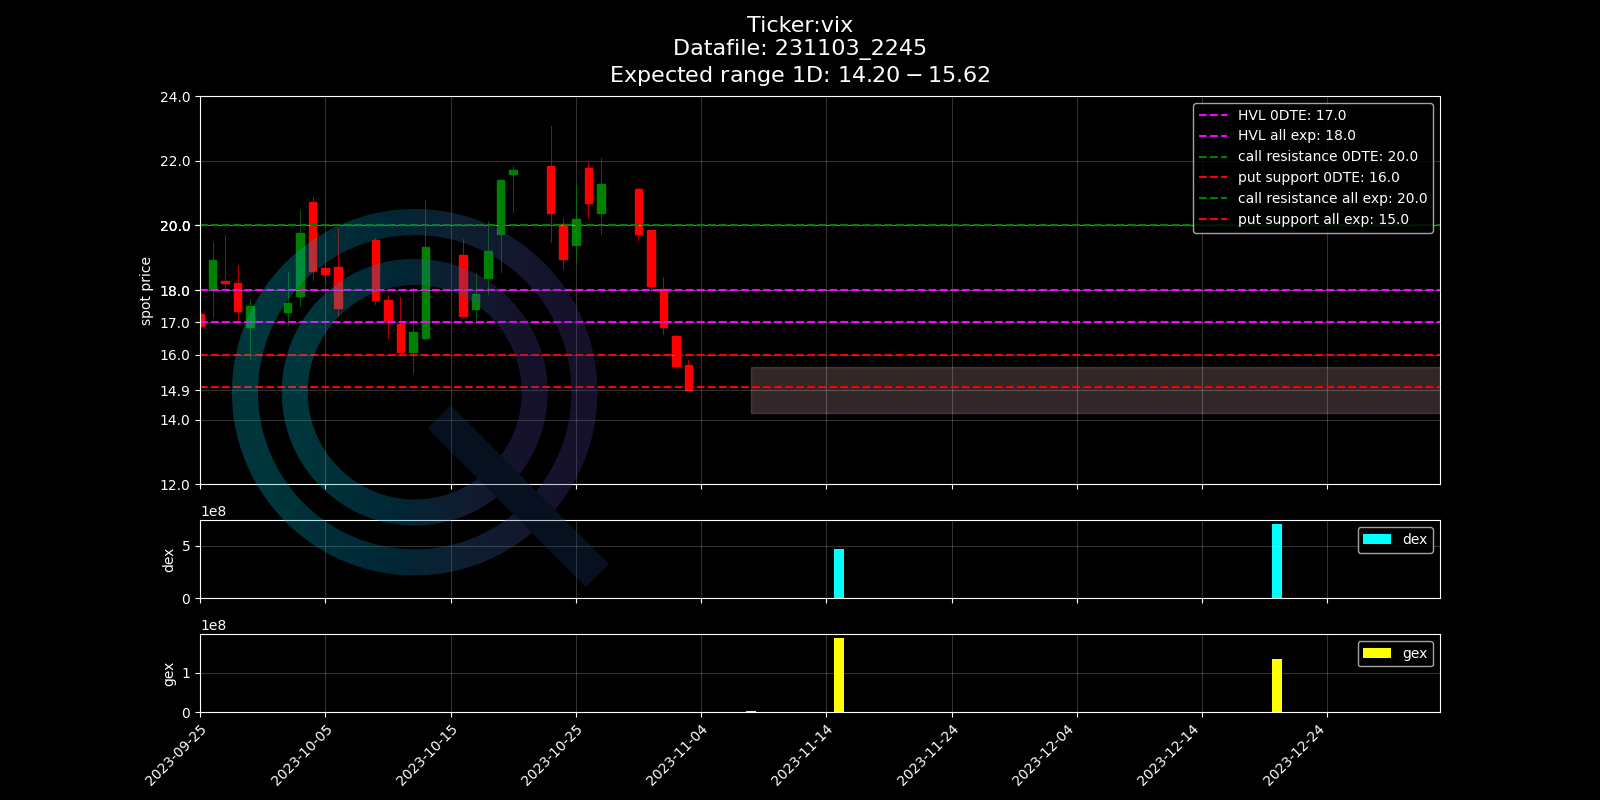 Ticker:vix
Datafile: 231103_2245
Expected range 1D: 14.20 − 15.62
24.0
22.0
20.0
18.0
17.0
16.0
14.9
14.0
12.0
spot price
HVL 0DTE: 17.0
HVL all exp: 18.0
call resistance 0DTE: 20.0
put support 0DTE: 16.0
call resistance all exp: 20.0
put support all exp: 15.0
1e8
5
0
dex
dex
1e8
1
0
gex
gex
2023-09-25
2023-10-05
2023-10-15
2023-10-25
2023-11-04
2023-11-14
2023-11-24
2023-12-04
2023-12-14
2023-12-24